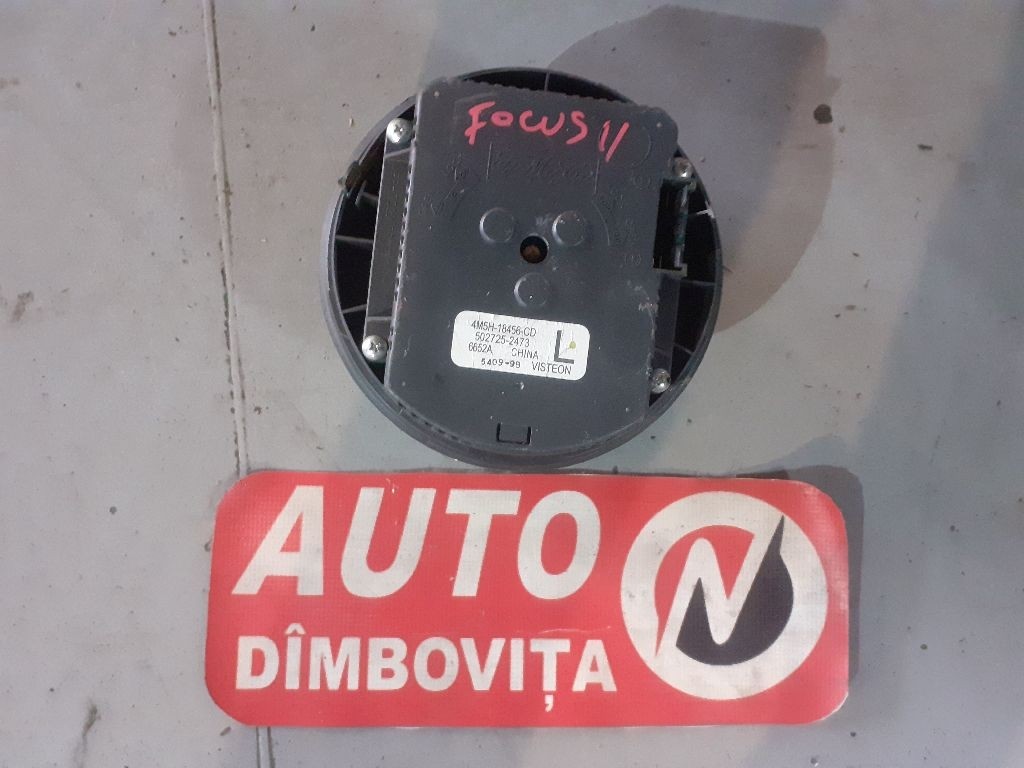 FOCUS II
4M5H-18456-CD
502725-2473
6652A CHINA L
5409-99 VISTEON
AUTO N
DÎMBOVIȚA